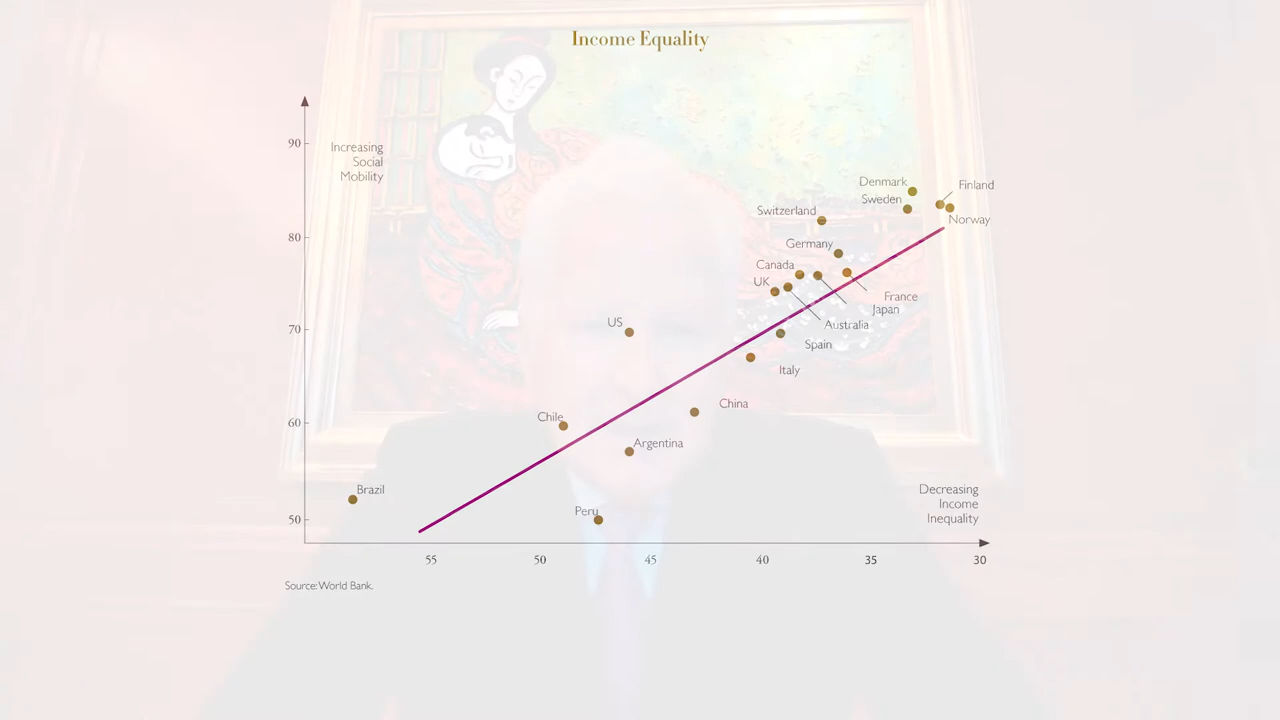 Income Equality
90
Increasing
Social
Mobility
Denmark
Finland
Sweden
Switzerland
Norway
80
Germany
Canada
UK
France
Japan
US
Australia
70
Spain
Italy
China
Chile
60
Argentina
Brazil
Decreasing
Income
Inequality
Peru
50
55 50 45 40 35 30
Source: World Bank.